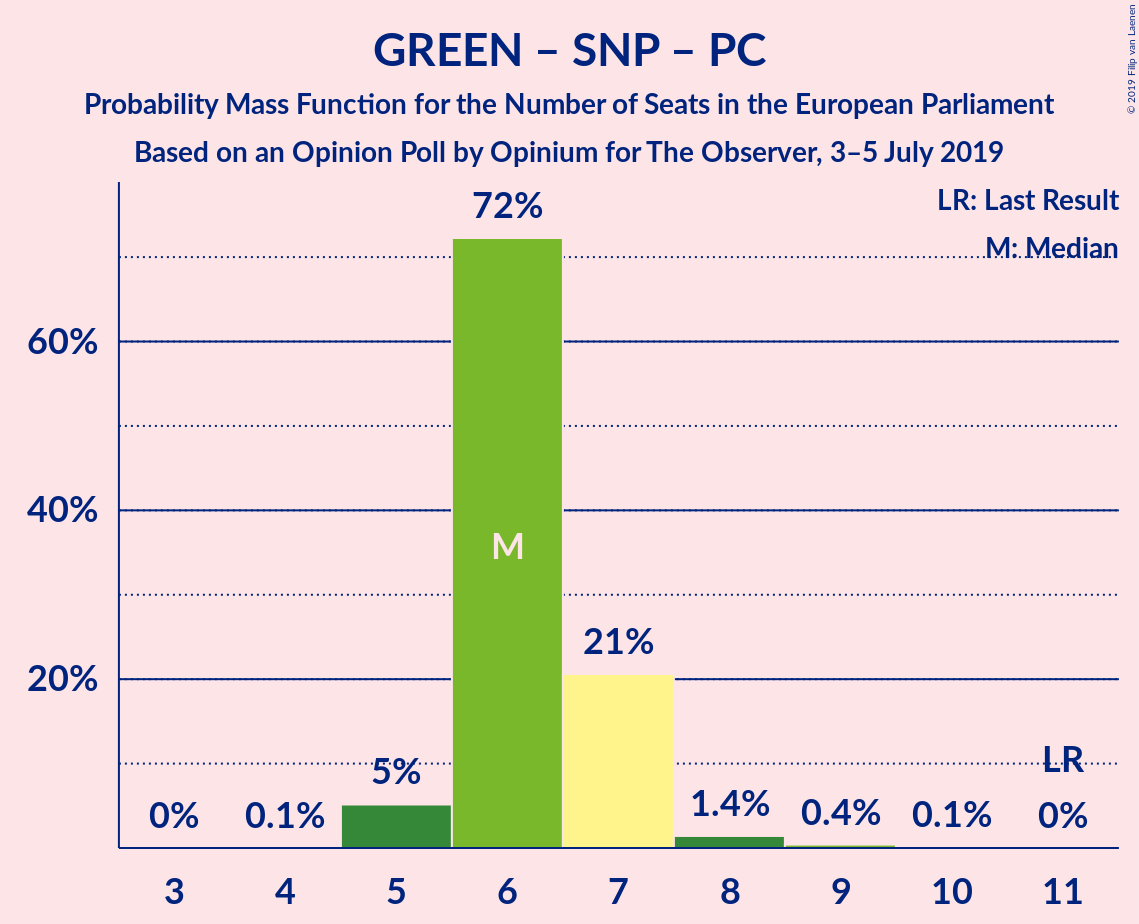 GREEN – SNP – PC
Probability Mass Function for the Number of Seats in the European Parliament
Based on an Opinion Poll by Opinium for The Observer, 3–5 July 2019
© 2019 Filip van Laenen
LR: Last Result
M: Median
72%
60%
40%
20%
M
21%
5%
LR
0%
0.1%
1.4%
0.4%
0.1%
0%
3
4
5
6
7
8
9
10
11